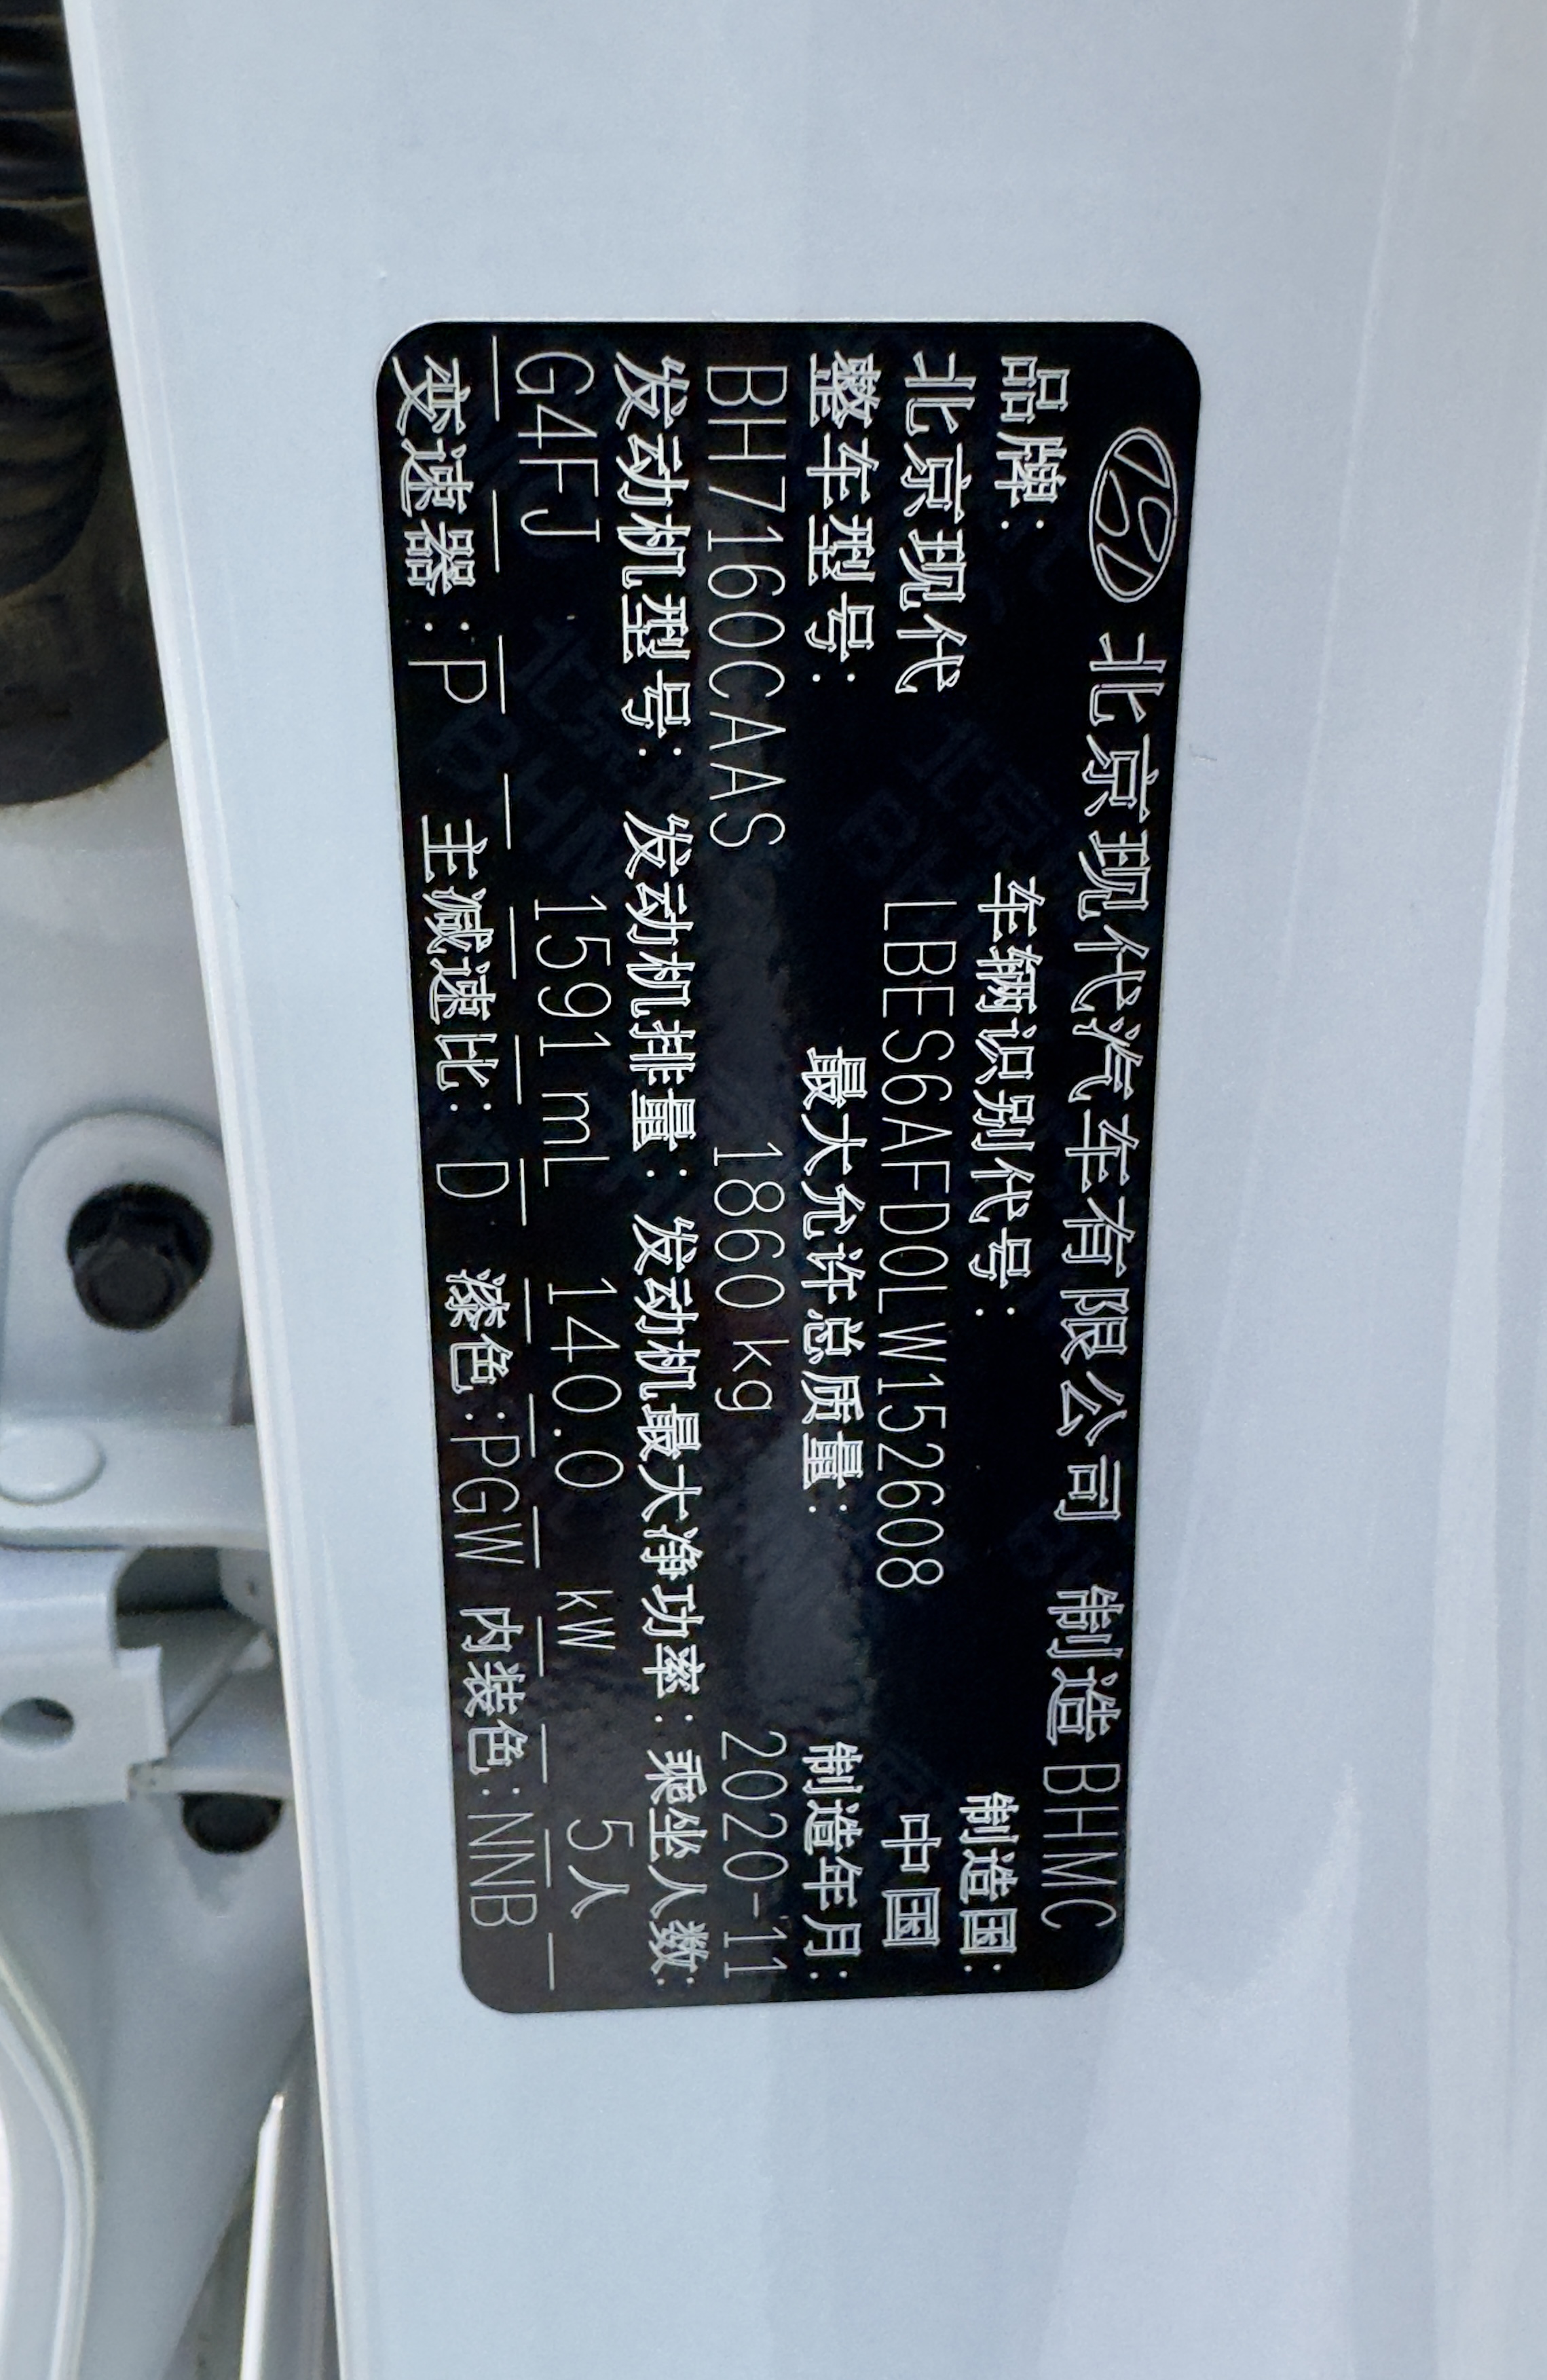 北京现代汽车有限公司 制造 BHMC
品牌: 车辆识别代号: 制造国:
北京现代 LBES6AFD0LW152608 中国
整车型号: 最大允许总质量: 制造年月:
BH7160CAAS 1860 kg 2020-11
发动机型号: 发动机排量: 发动机最大净功率: 乘坐人数:
G4FJ 1591 mL 140.0 kW 5人
变速器:P 主减速比:D 漆色:PGW 内装色:NNB